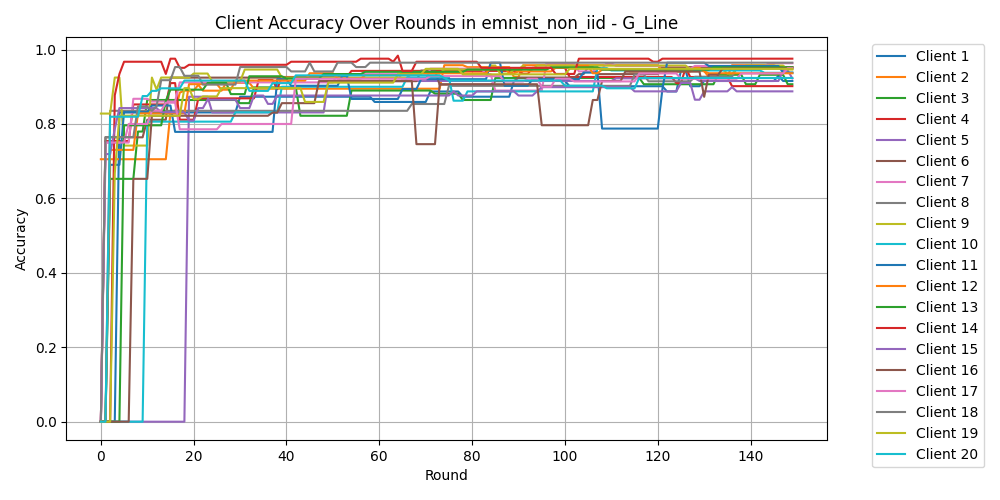 Client Accuracy Over Rounds in emnist_non_iid - G_Line
1.0
0.8
0.6
0.4
0.2
0.0
Accuracy
0 20 40 60 80 100 120 140
Round
Client 1
Client 2
Client 3
Client 4
Client 5
Client 6
Client 7
Client 8
Client 9
Client 10
Client 11
Client 12
Client 13
Client 14
Client 15
Client 16
Client 17
Client 18
Client 19
Client 20